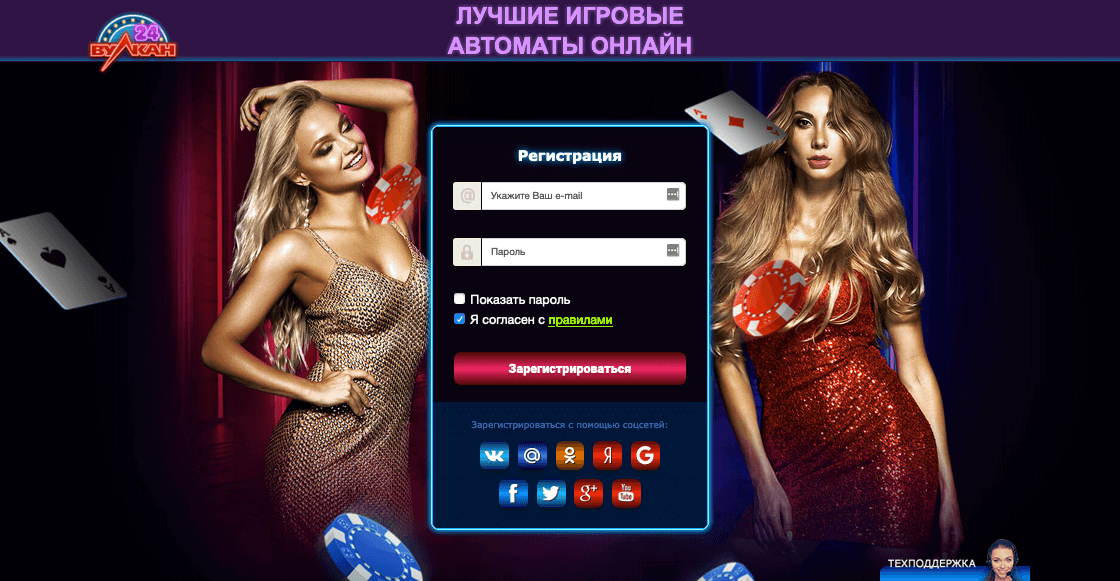 ВУЛКАН 24
ЛУЧШИЕ ИГРОВЫЕ
АВТОМАТЫ ОНЛАЙН
Регистрация
@ Укажите Ваш e-mail
Пароль
Показать пароль
Я согласен с правилами
Зарегистрироваться
Зарегистрироваться с помощью соцсетей:
@ Я G
f g+ You Tube
A
A
ТЕХПОДДЕРЖКА